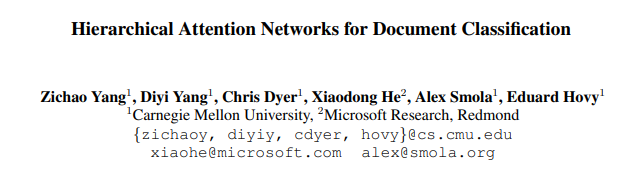 Hierarchical Attention Networks for Document Classification
Zichao Yang¹, Diyi Yang¹, Chris Dyer¹, Xiaodong He², Alex Smola¹, Eduard Hovy¹
¹Carnegie Mellon University, ²Microsoft Research, Redmond
{zichaoy, diyiy, cdyer, hovy}@cs.cmu.edu
xiaohe@microsoft.com alex@smola.org